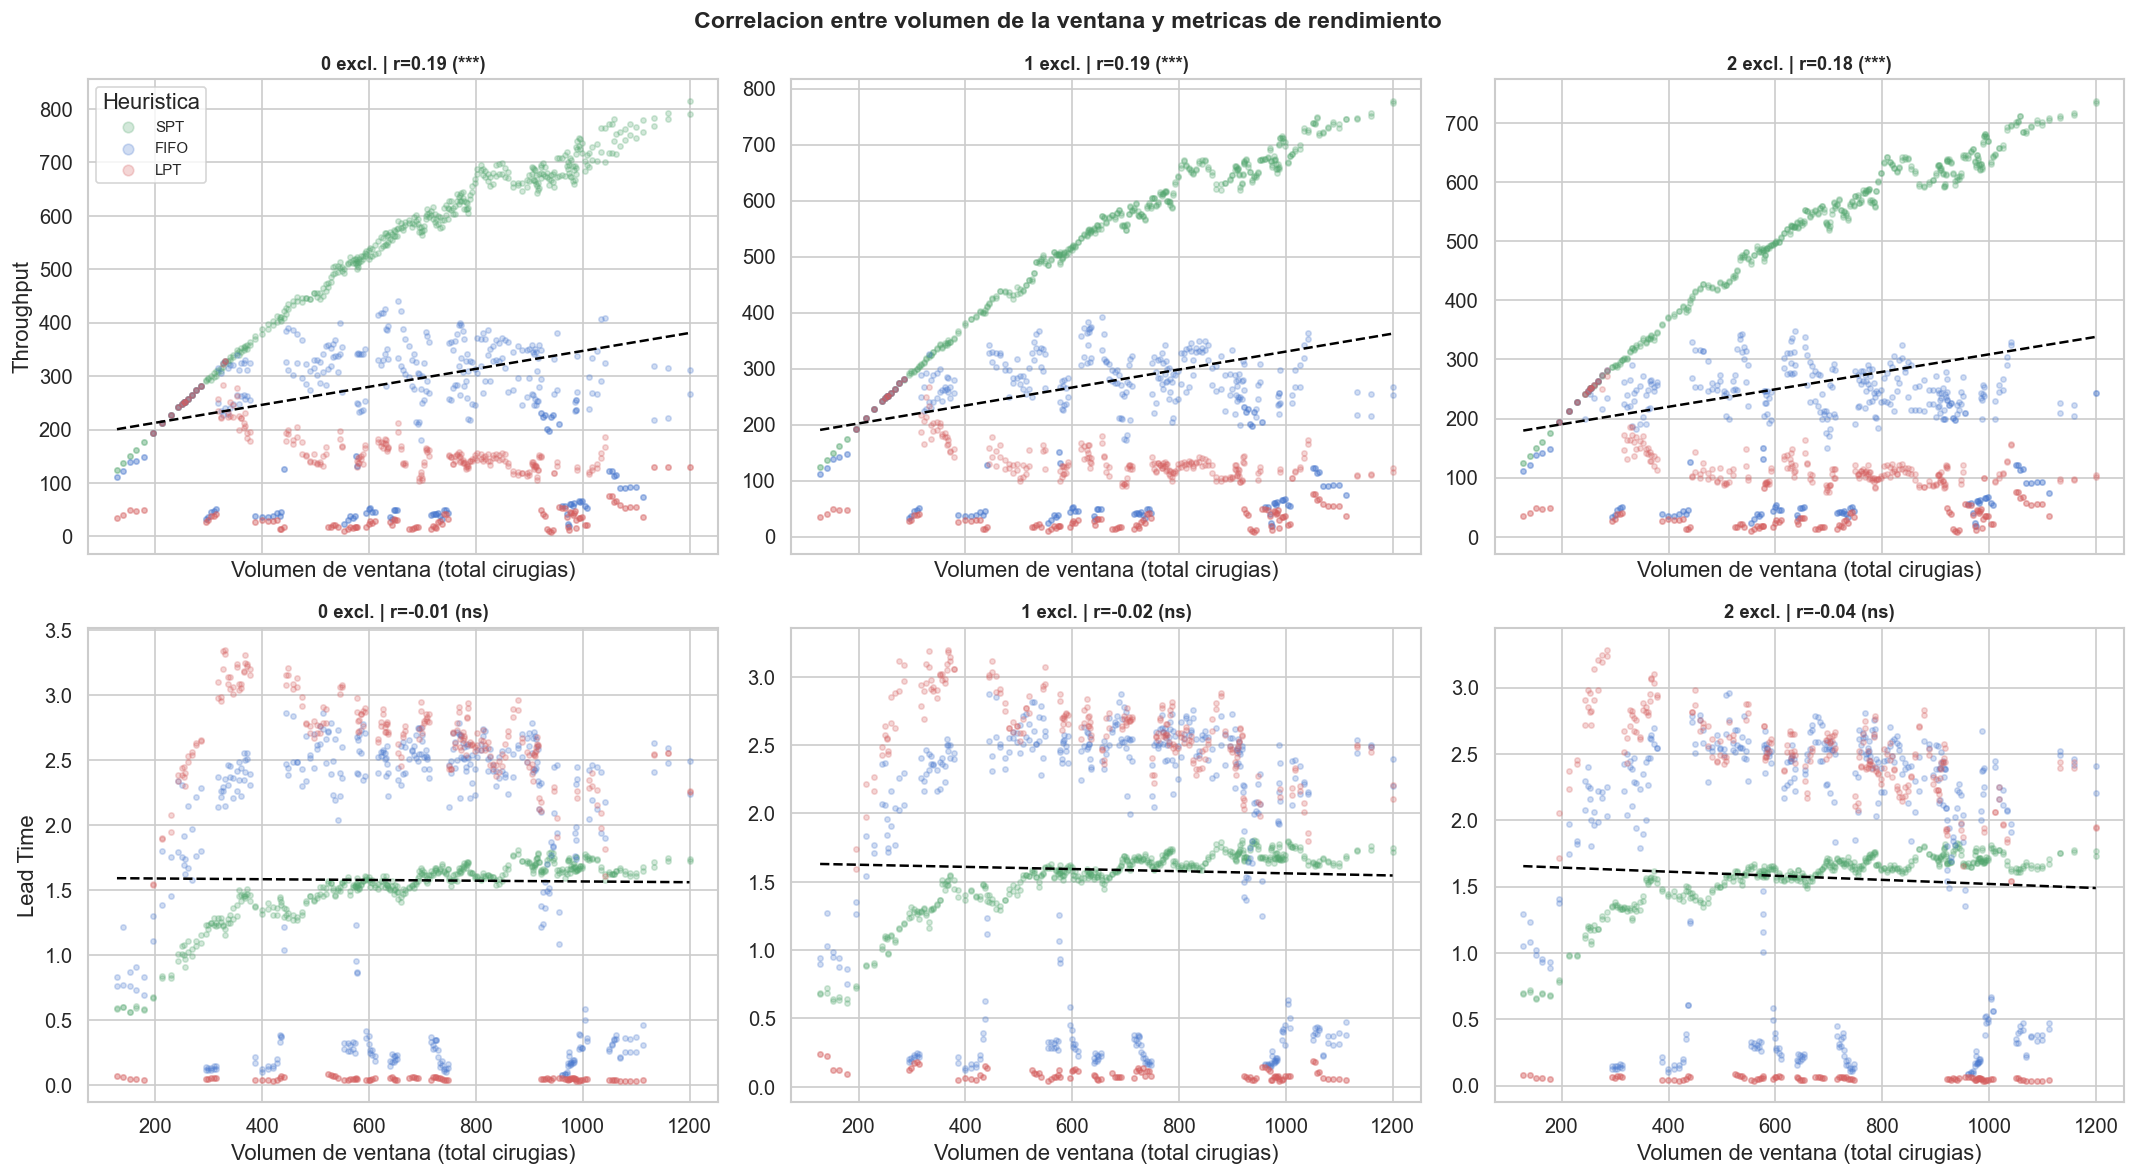 Correlacion entre volumen de la ventana y metricas de rendimiento
0 excl. | r=0.19 (***)
1 excl. | r=0.19 (***)
2 excl. | r=0.18 (***)
Heuristica
SPT
FIFO
LPT
Throughput
800
700
600
500
400
300
200
100
0
800
700
600
500
400
300
200
100
0
700
600
500
400
300
200
100
0
Volumen de ventana (total cirugias)
Volumen de ventana (total cirugias)
Volumen de ventana (total cirugias)
0 excl. | r=-0.01 (ns)
1 excl. | r=-0.02 (ns)
2 excl. | r=-0.04 (ns)
Lead Time
3.5
3.0
2.5
2.0
1.5
1.0
0.5
0.0
3.0
2.5
2.0
1.5
1.0
0.5
0.0
3.0
2.5
2.0
1.5
1.0
0.5
0.0
200 400 600 800 1000 1200
200 400 600 800 1000 1200
200 400 600 800 1000 1200
Volumen de ventana (total cirugias)
Volumen de ventana (total cirugias)
Volumen de ventana (total cirugias)